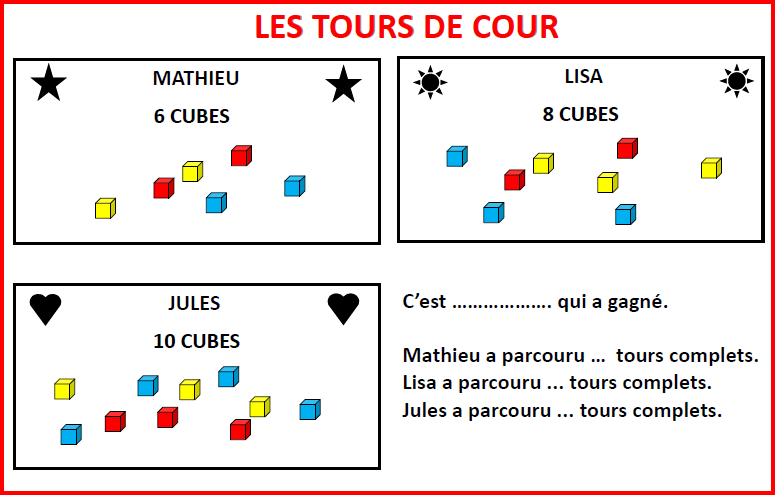 LES TOURS DE COUR
MATHIEU
6 CUBES
LISA
8 CUBES
JULES
10 CUBES
C’est ………………. qui a gagné.
Mathieu a parcouru … tours complets.
Lisa a parcouru ... tours complets.
Jules a parcouru ... tours complets.